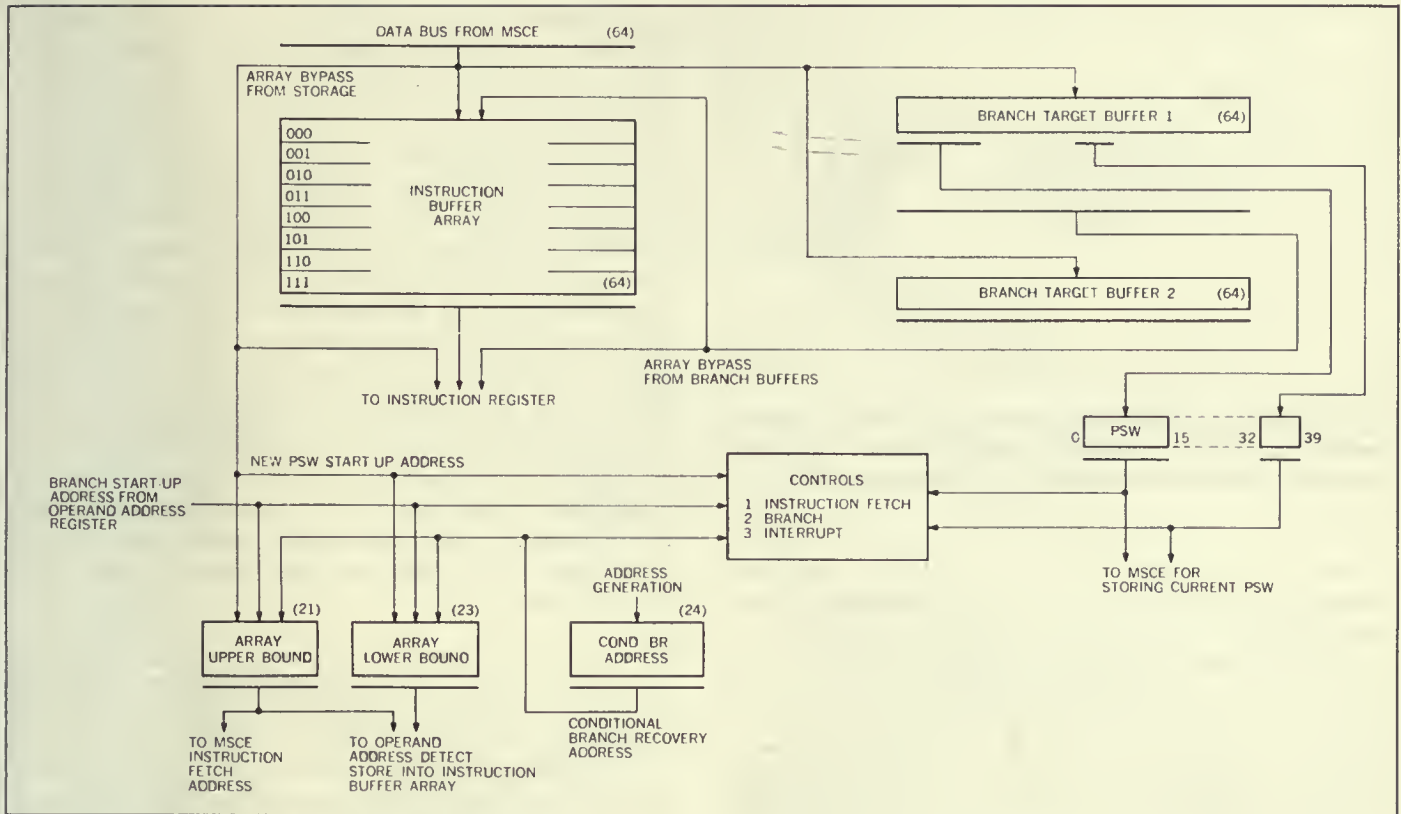 DATA BUS FROM MSCE (64)
ARRAY BYPASS
FROM STORAGE
BRANCH TARGET BUFFER 1 (64)
000
001
010
011
100
101
110
111
INSTRUCTION
BUFFER
ARRAY
(64)
BRANCH TARGET BUFFER 2 (64)
ARRAY BYPASS
FROM BRANCH BUFFERS
TO INSTRUCTION REGISTER
0 PSW 15 32 39
NEW PSW START UP ADDRESS
BRANCH START-UP
ADDRESS FROM
OPERAND ADDRESS
REGISTER
CONTROLS
1 INSTRUCTION FETCH
2 BRANCH
3 INTERRUPT
TO MSCE FOR
STORING CURRENT PSW
ADDRESS
GENERATION
(21)
ARRAY
UPPER BOUND
(23)
ARRAY
LOWER BOUND
(24)
COND BR
ADDRESS
TO MSCE
INSTRUCTION
FETCH
ADDRESS
TO OPERAND
ADDRESS DETECT
STORE INTO INSTRUCTION
BUFFER ARRAY
CONDITIONAL
BRANCH RECOVERY
ADDRESS